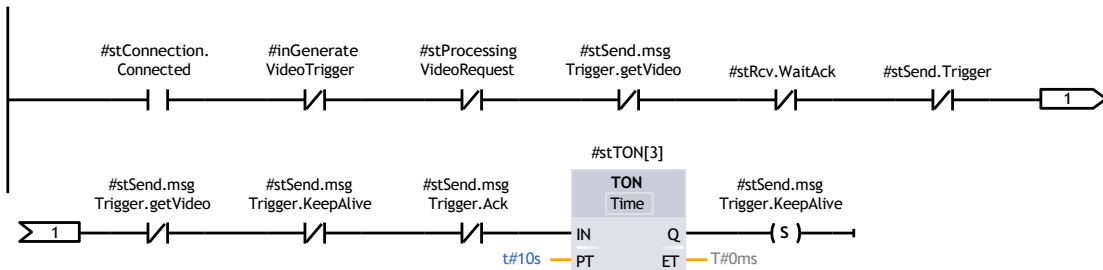 #stConnection.
Connected
#inGenerate
VideoTrigger
#stProcessing
VideoRequest
#stSend.msg
Trigger.getVideo
#stRcv.WaitAck
#stSend.Trigger
1
1
#stSend.msg
Trigger.getVideo
#stSend.msg
Trigger.KeepAlive
#stSend.msg
Trigger.Ack
#stTON[3]
TON
Time
IN
Q
t#10s
PT
ET
T#0ms
#stSend.msg
Trigger.KeepAlive
S